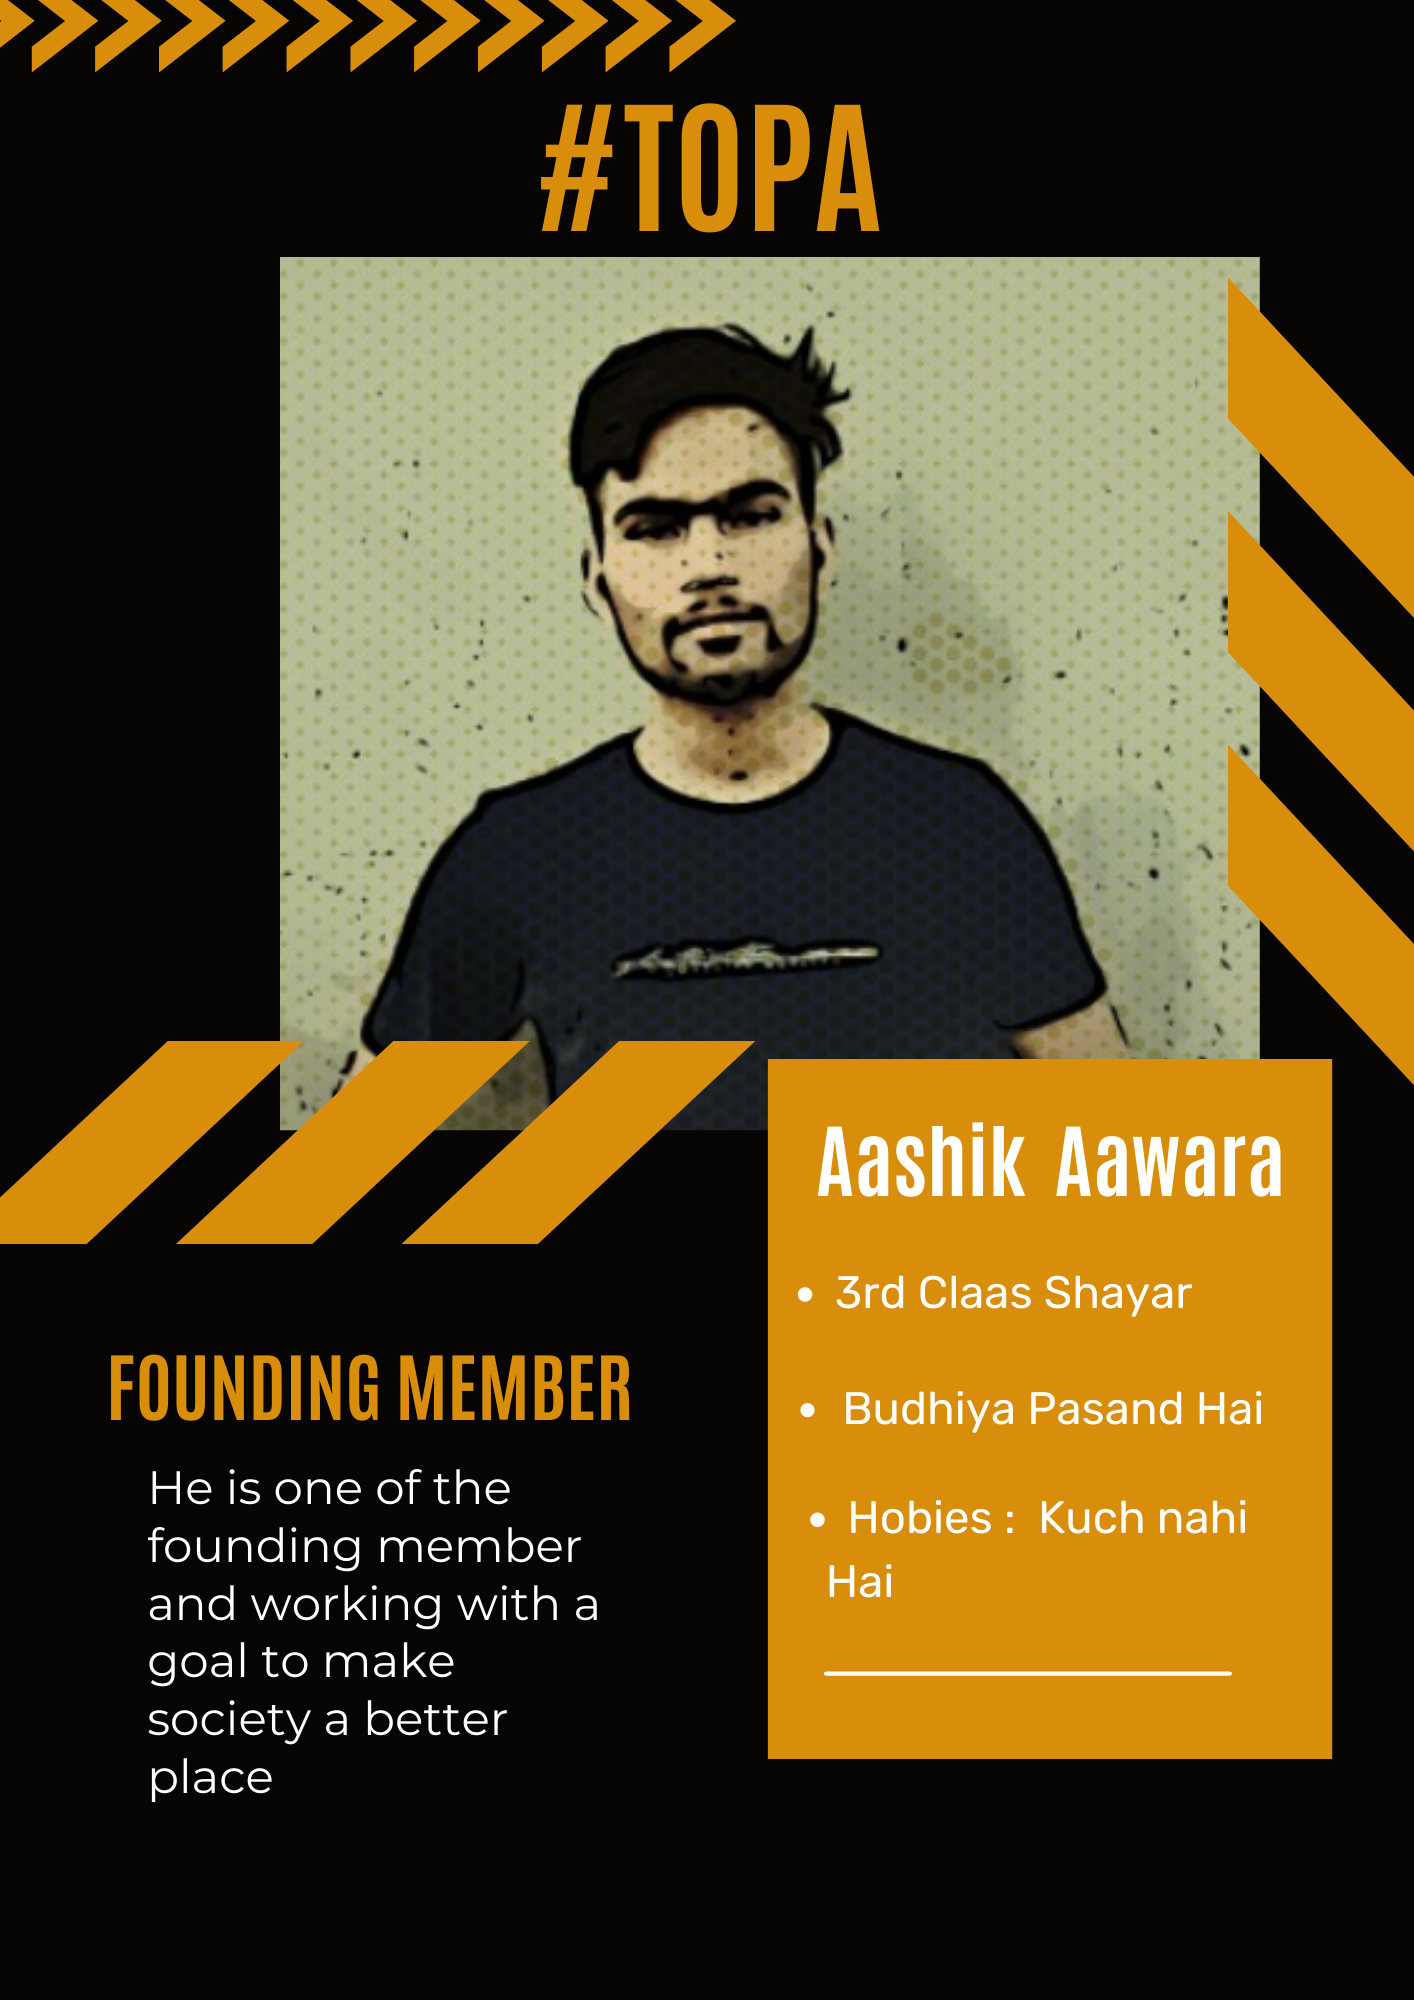 #TOPA
Aashik Aawara
• 3rd Claas Shayar
• Budhiya Pasand Hai
• Hobies : Kuch nahi
Hai
FOUNDING MEMBER
He is one of the
founding member
and working with a
goal to make
society a better
place